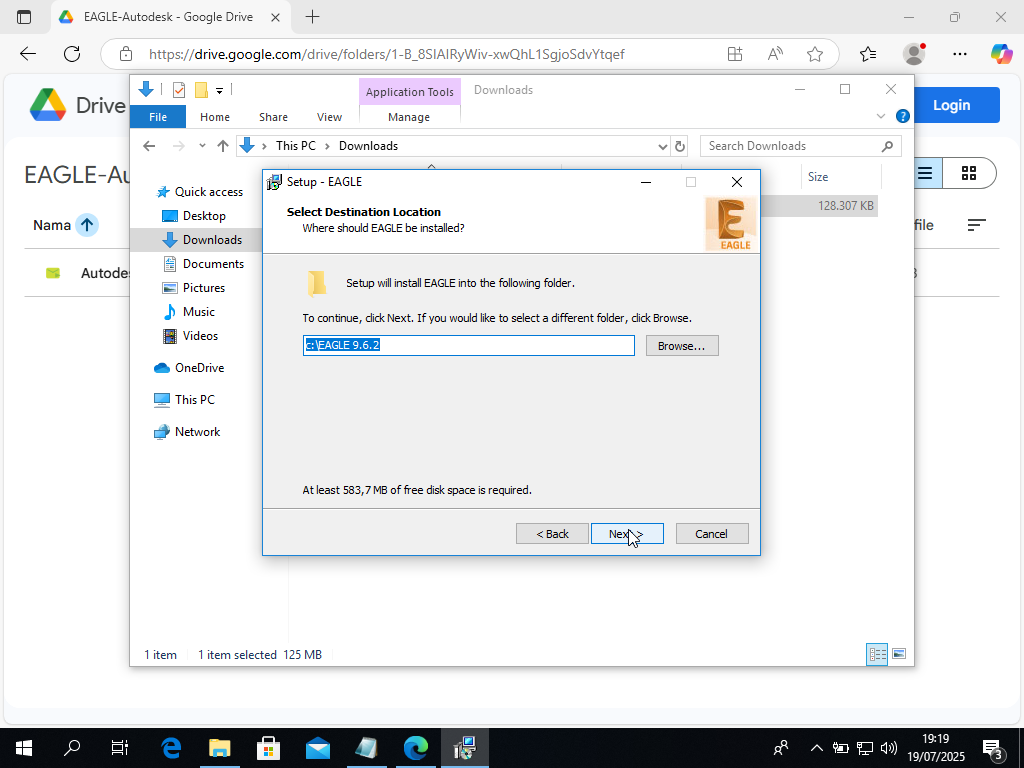 EAGLE-Autodesk - Google Drive
https://drive.google.com/drive/folders/1-B_8SIAIRyWiv-xwQhL1SgjoSdvYtqef
Drive
Login
Application Tools
Downloads
File
Home
Share
View
Manage
This PC
Downloads
Search Downloads
EAGLE-Au
Nama
file
Size
128.307 KB
Autodes
Quick access
Desktop
Downloads
Documents
Pictures
Music
Videos
OneDrive
This PC
Network
Setup - EAGLE
Select Destination Location
Where should EAGLE be installed?
EAGLE
Setup will install EAGLE into the following folder.
To continue, click Next. If you would like to select a different folder, click Browse.
c:\EAGLE 9.6.2
Browse...
At least 583,7 MB of free disk space is required.
< Back
Next >
Cancel
1 item
1 item selected 125 MB
19:19
19/07/2025
3